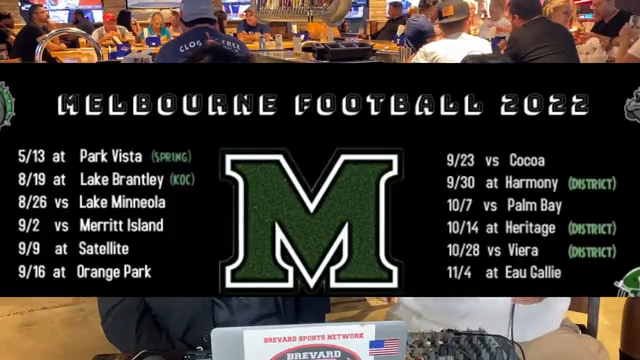 CLOG FREE
MELBOURNE FOOTBALL 2022
5/13 at Park Vista (SPRING)
8/19 at Lake Brantley (KOC)
8/26 vs Lake Minneola
9/2 vs Merritt Island
9/9 at Satellite
9/16 at Orange Park
M
9/23 vs Cocoa
9/30 at Harmony (DISTRICT)
10/7 vs Palm Bay
10/14 at Heritage (DISTRICT)
10/28 vs Viera (DISTRICT)
11/4 at Eau Gallie
BREVARD SPORTS NETWORK
BREVARD